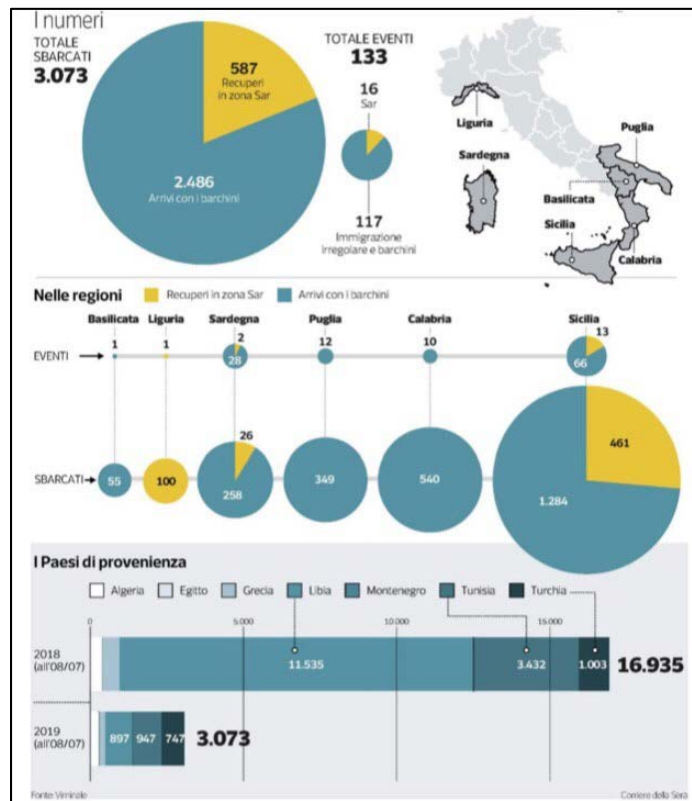 I numeri
TOTALE
SBARCATI
3.073
587
Recuperi
in zona Sar
2.486
Arrivi con i barchini
TOTALE EVENTI
133
16
Sar
117
Immigrazione
irregolare e barchini
Liguria
Puglia
Sardegna
Basilicata
Sicilia
Calabria
Nelle regioni
Recuperi in zona Sar
Arrivi con i barchini
Basilicata
Liguria
Sardegna
Puglia
Calabria
Sicilia
EVENTI
1
1
2
28
12
10
13
66
SBARCATI
55
100
26
258
349
540
461
1.284
I Paesi di provenienza
Algeria
Egitto
Grecia
Libia
Montenegro
Tunisia
Turchia
0
5.000
10.000
15.000
2018
(all'08/07)
11.535
3.432
1.003
16.935
2019
(all'08/07)
897
947
747
3.073
Fonte: Viminale
Corriere della Sera